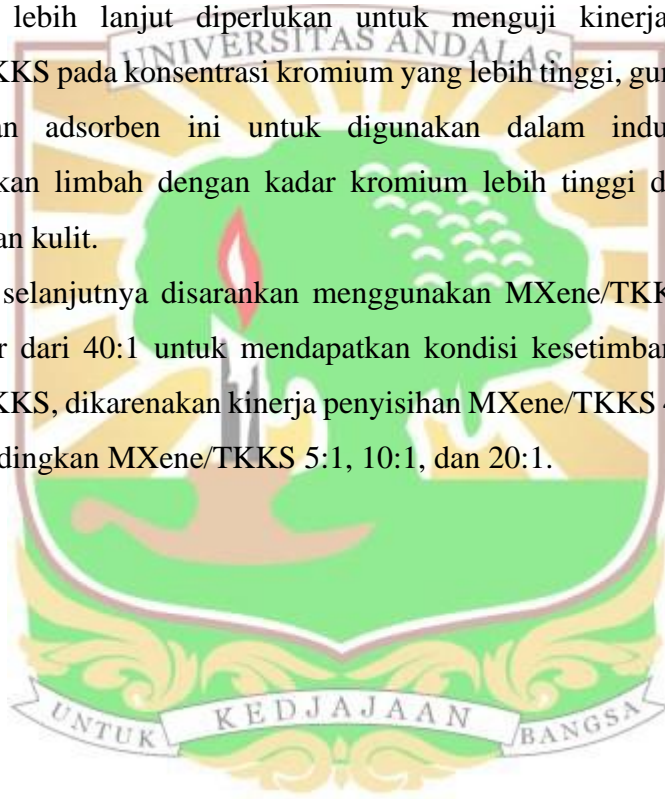 lebih lanjut diperlukan untuk menguji kinerja
UNIVERSITAS ANDALAS
KKS pada konsentrasi kromium yang lebih tinggi, gun
an adsorben ini untuk digunakan dalam indu
kan limbah dengan kadar kromium lebih tinggi d
an kulit.
selanjutnya disarankan menggunakan MXene/TKK
r dari 40:1 untuk mendapatkan kondisi kesetimban
KKS, dikarenakan kinerja penyisihan MXene/TKKS 4
dingkan MXene/TKKS 5:1, 10:1, dan 20:1.
UNTUK KEDJAJAAN BANGSA